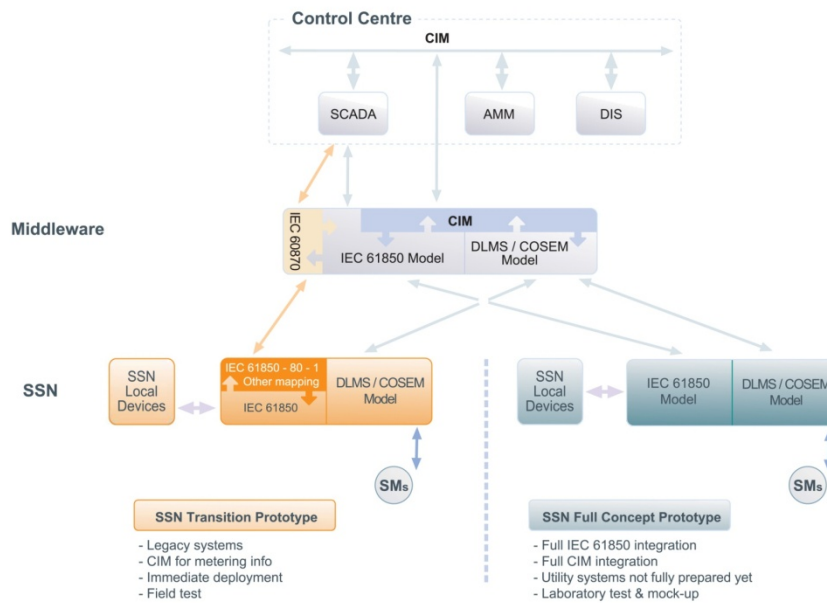 Control Centre
CIM
SCADA
AMM
DIS
Middleware
IEC 60870
CIM
IEC 61850 Model
DLMS / COSEM
Model
SSN
SSN
Local
Devices
IEC 61850 - 80 - 1
Other mapping
IEC 61850
DLMS / COSEM
Model
SMs
SSN
Local
Devices
IEC 61850
Model
DLMS / COSEM
Model
SMs
SSN Transition Prototype
- Legacy systems
- CIM for metering info
- Immediate deployment
- Field test
SSN Full Concept Prototype
- Full IEC 61850 integration
- Full CIM integration
- Utility systems not fully prepared yet
- Laboratory test & mock-up